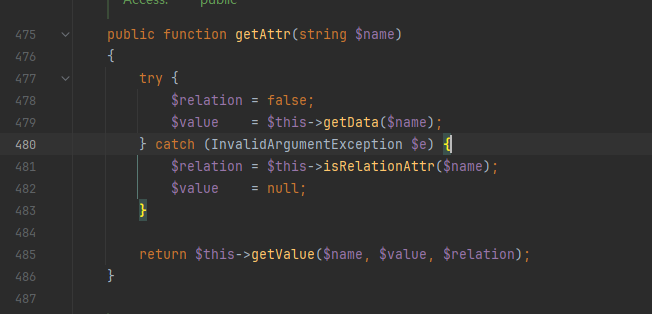 Access: public
475 public function getAttr(string $name)
476 {
477 try {
478 $relation = false;
479 $value    = $this->getData($name);
480 } catch (InvalidArgumentException $e) {
481 $relation = $this->isRelationAttr($name);
482 $value    = null;
483 }
484
485 return $this->getValue($name, $value, $relation);
486 }
487